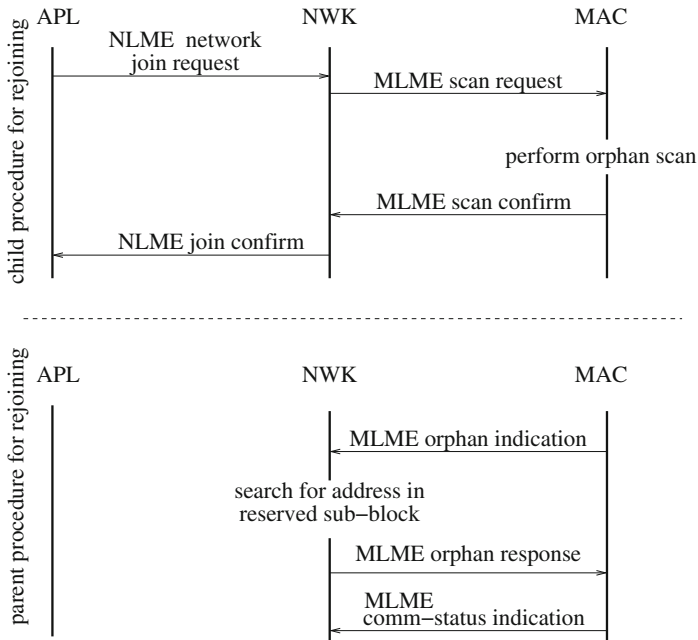 APL NWK MAC
child procedure for rejoining
NLME network
join request
MLME scan request
perform orphan scan
MLME scan confirm
NLME join confirm
parent procedure for rejoining
APL NWK MAC
MLME orphan indication
search for address in
reserved sub−block
MLME orphan response
MLME
comm−status indication